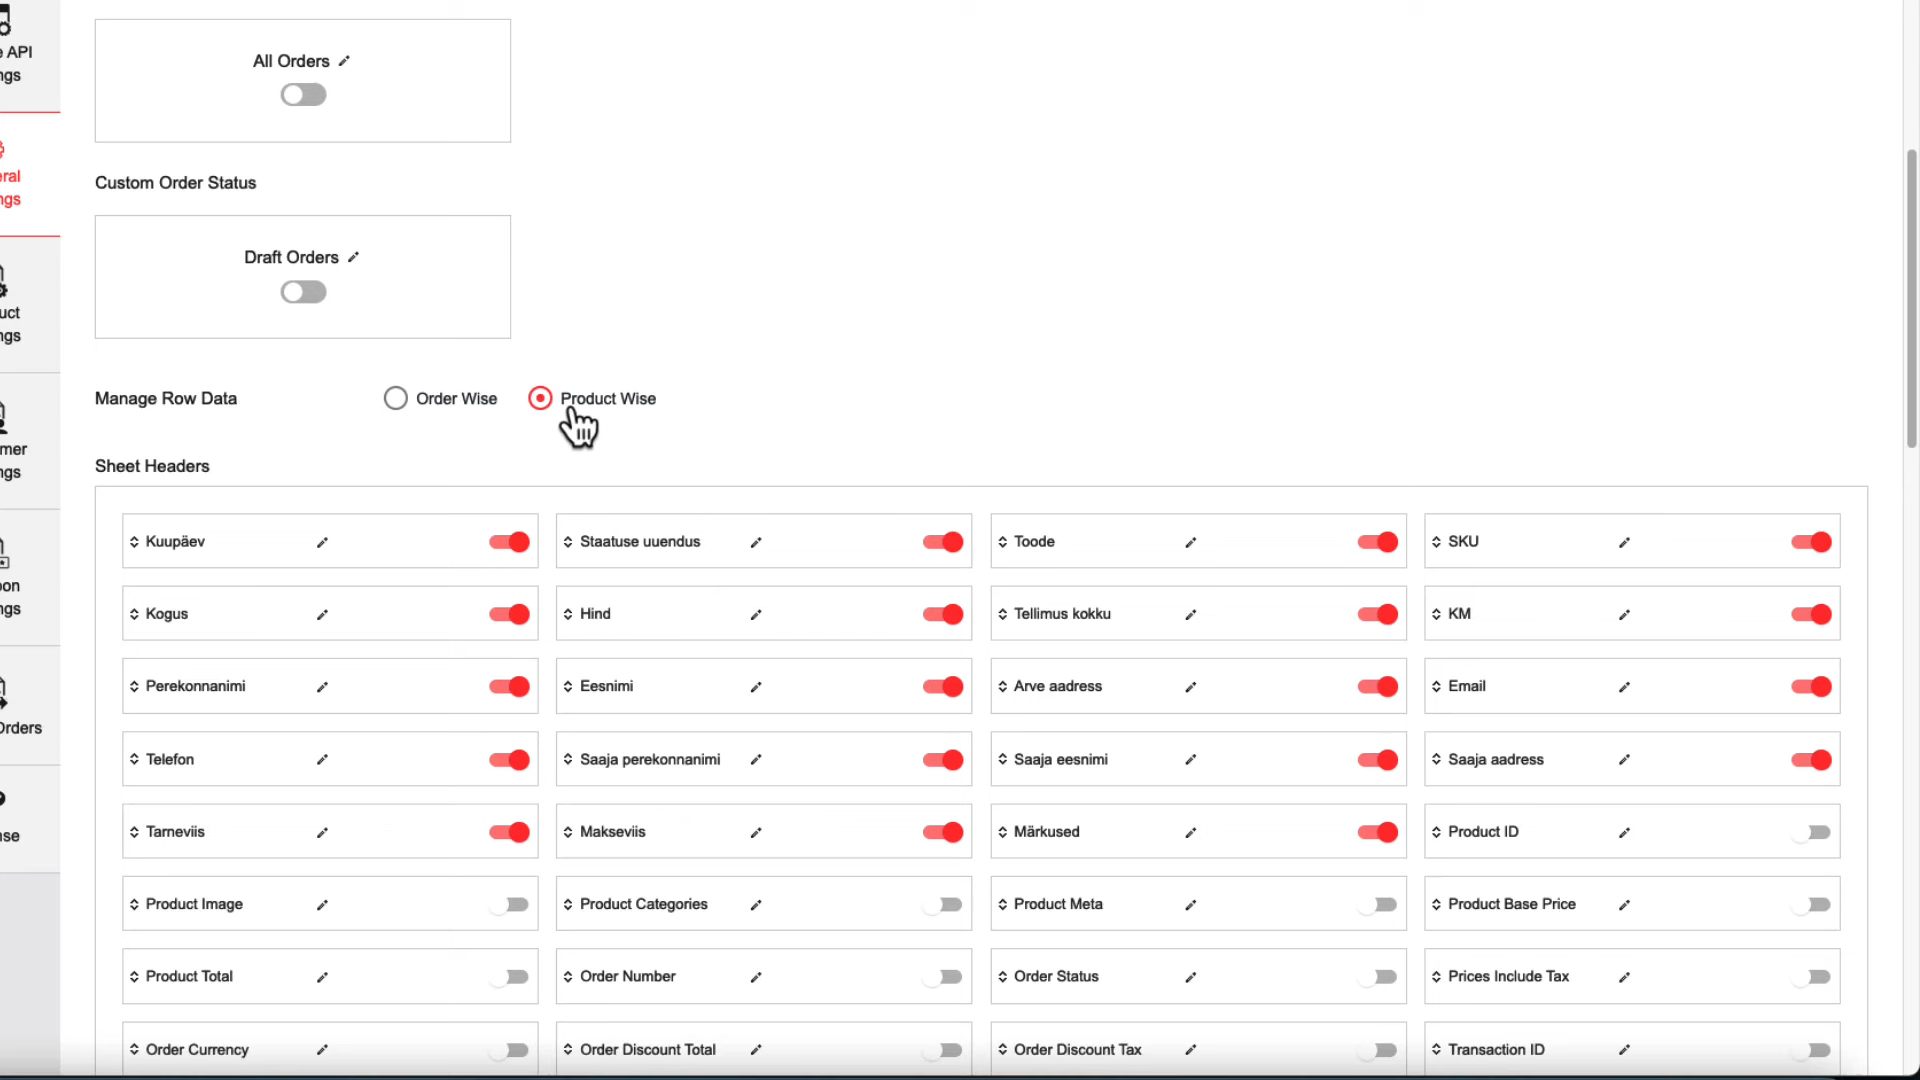 e API
ngs
eral
ngs
uct
ngs
mer
ngs
on
ngs
Orders
nse
All Orders
Custom Order Status
Draft Orders
Manage Row Data Order Wise Product Wise
Sheet Headers
Kuupäev Staatuse uuendus Toode SKU
Kogus Hind Tellimus kokku KM
Perekonnanimi Eesnimi Arve aadress Email
Telefon Saaja perekonnanimi Saaja eesnimi Saaja aadress
Tarneviis Makseviis Märkused Product ID
Product Image Product Categories Product Meta Product Base Price
Product Total Order Number Order Status Prices Include Tax
Order Currency Order Discount Total Order Discount Tax Transaction ID